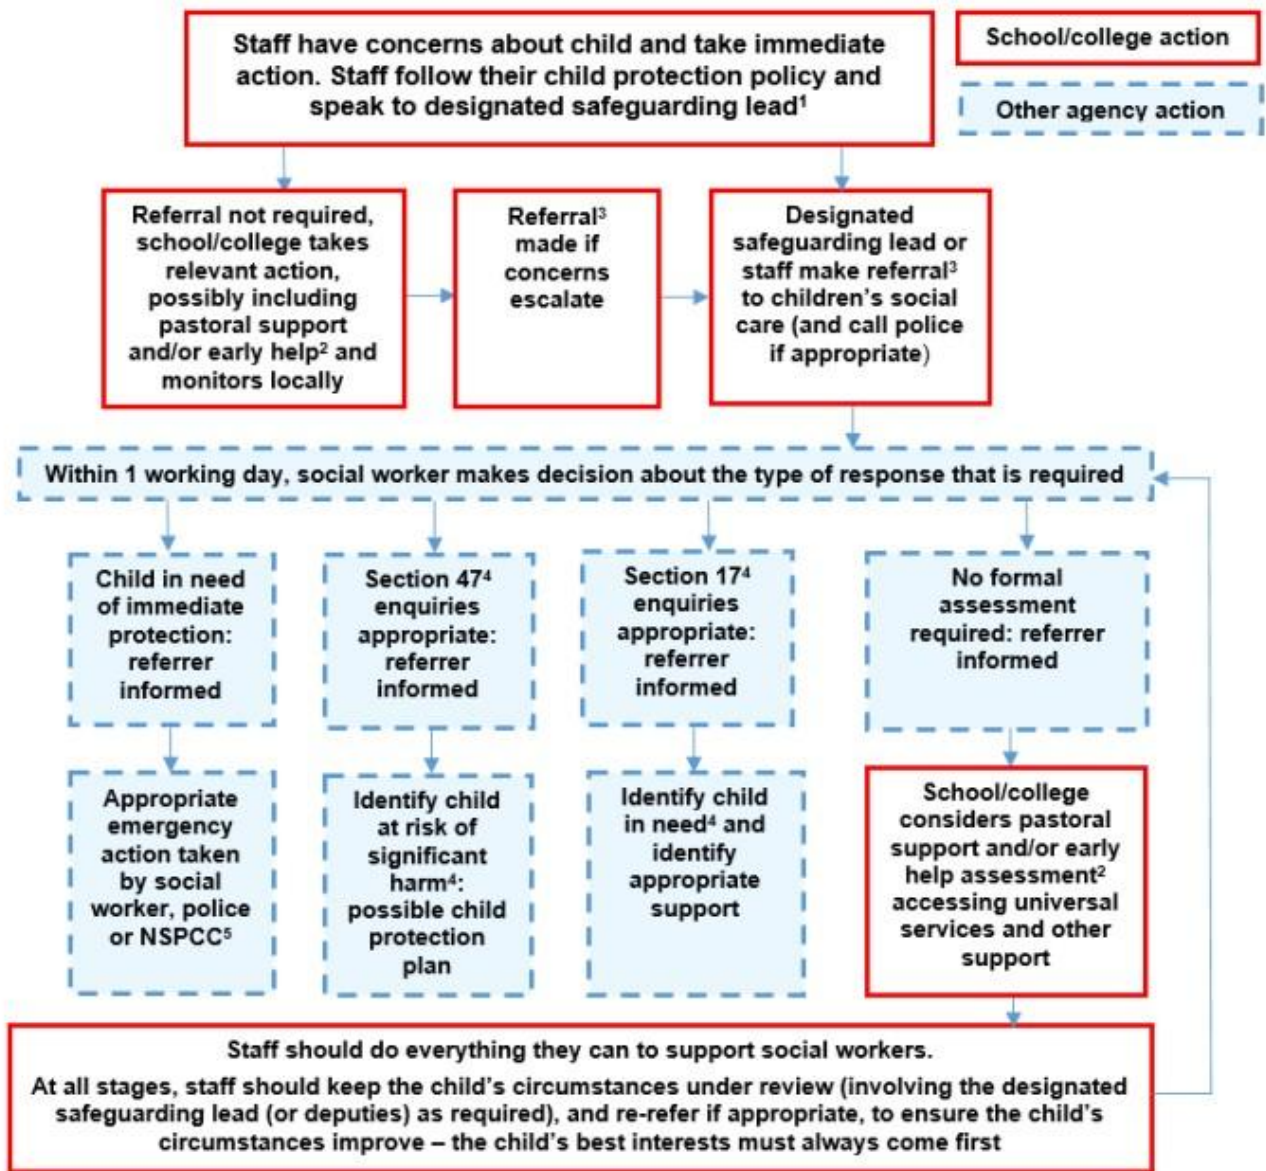 Staff have concerns about child and take immediate
action. Staff follow their child protection policy and
speak to designated safeguarding lead¹
School/college action
Other agency action
Referral not required,
school/college takes
relevant action,
possibly including
pastoral support
and/or early help² and
monitors locally
Referral³
made if
concerns
escalate
Designated
safeguarding lead or
staff make referral³
to children’s social
care (and call police
if appropriate)
Within 1 working day, social worker makes decision about the type of response that is required
Child in need
of immediate
protection:
referrer
informed
Section 47⁴
enquiries
appropriate:
referrer
informed
Section 17⁴
enquiries
appropriate:
referrer
informed
No formal
assessment
required: referrer
informed
Appropriate
emergency
action taken
by social
worker, police
or NSPCC⁵
Identify child
at risk of
significant
harm⁴:
possible child
protection
plan
Identify child
in need⁴ and
identify
appropriate
support
School/college
considers pastoral
support and/or early
help assessment²
accessing universal
services and other
support
Staff should do everything they can to support social workers.
At all stages, staff should keep the child’s circumstances under review (involving the designated
safeguarding lead (or deputies) as required), and re-refer if appropriate, to ensure the child’s
circumstances improve – the child’s best interests must always come first